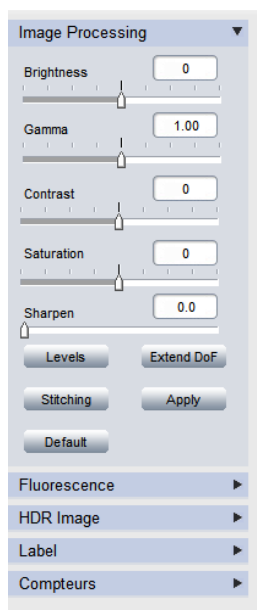 Image Processing
Brightness 0
Gamma 1.00
Contrast 0
Saturation 0
Sharpen 0.0
Levels Extend DoF
Stitching Apply
Default
Fluorescence
HDR Image
Label
Compteurs